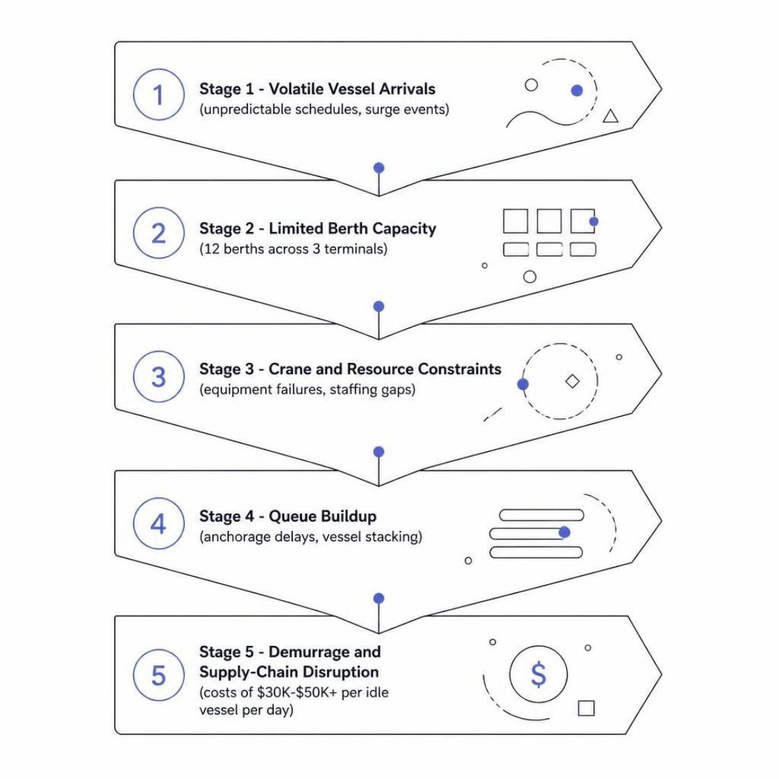 1
Stage 1 - Volatile Vessel Arrivals
(unpredictable schedules, surge events)
2
Stage 2 - Limited Berth Capacity
(12 berths across 3 terminals)
3
Stage 3 - Crane and Resource Constraints
(equipment failures, staffing gaps)
4
Stage 4 - Queue Buildup
(anchorage delays, vessel stacking)
5
Stage 5 - Demurrage and
Supply-Chain Disruption
(costs of $30K-$50K+ per idle
vessel per day)
$